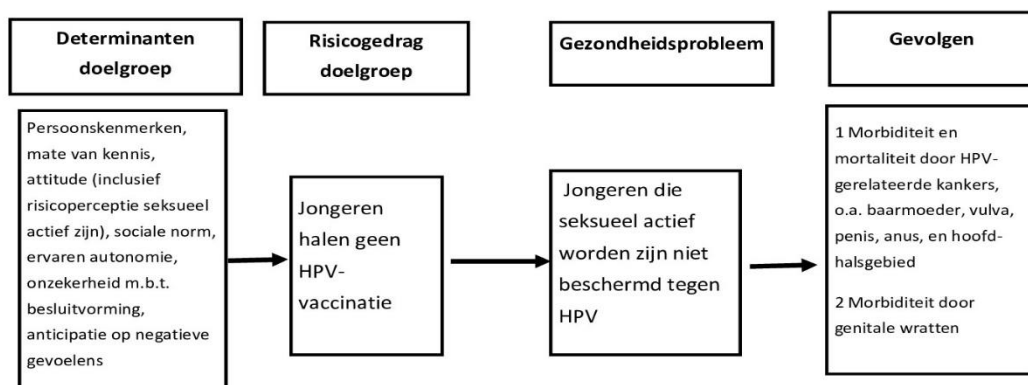 Determinanten
doelgroep
Risicogedrag
doelgroep
Gezondheidsprobleem
Gevolgen
Persoonskenmerken,
mate van kennis,
attitude (inclusief
risicoperceptie seksueel
actief zijn), sociale norm,
ervaren autonomie,
onzekerheid m.b.t.
besluitvorming,
anticipatie op negatieve
gevoelens
Jongeren
halen geen
HPV-
vaccinatie
Jongeren die
seksueel actief
worden zijn niet
beschermd tegen
HPV
1 Morbiditeit en
mortaliteit door HPV-
gerelateerde kankers,
o.a. baarmoeder, vulva,
penis, anus, en hoofd-
halsgebied
2 Morbiditeit door
genitale wratten